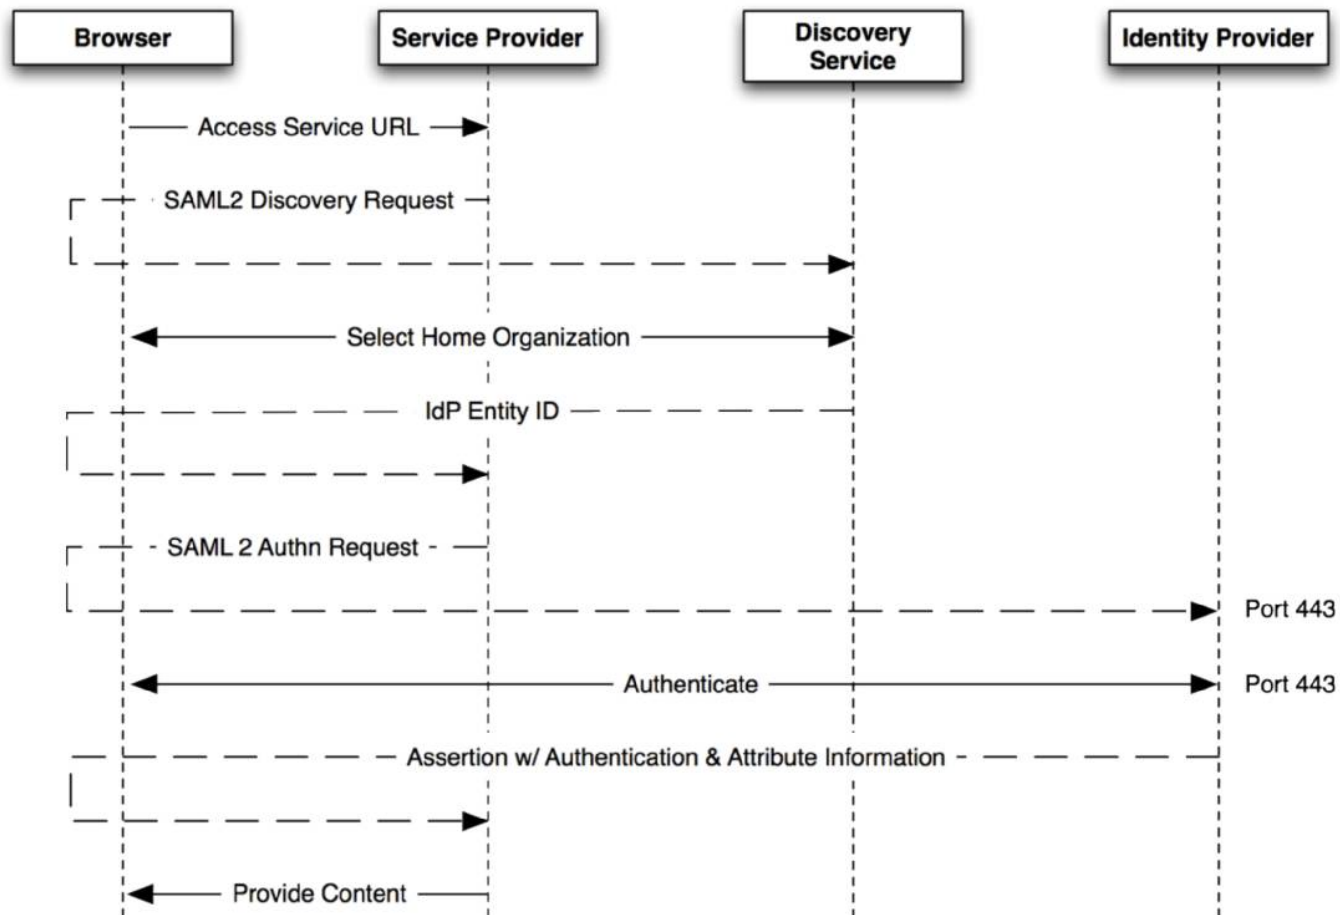 Browser
Service Provider
Discovery
Service
Identity Provider
Access Service URL
SAML2 Discovery Request
Select Home Organization
IdP Entity ID
SAML 2 Authn Request
Port 443
Authenticate
Port 443
Assertion w/ Authentication & Attribute Information
Provide Content